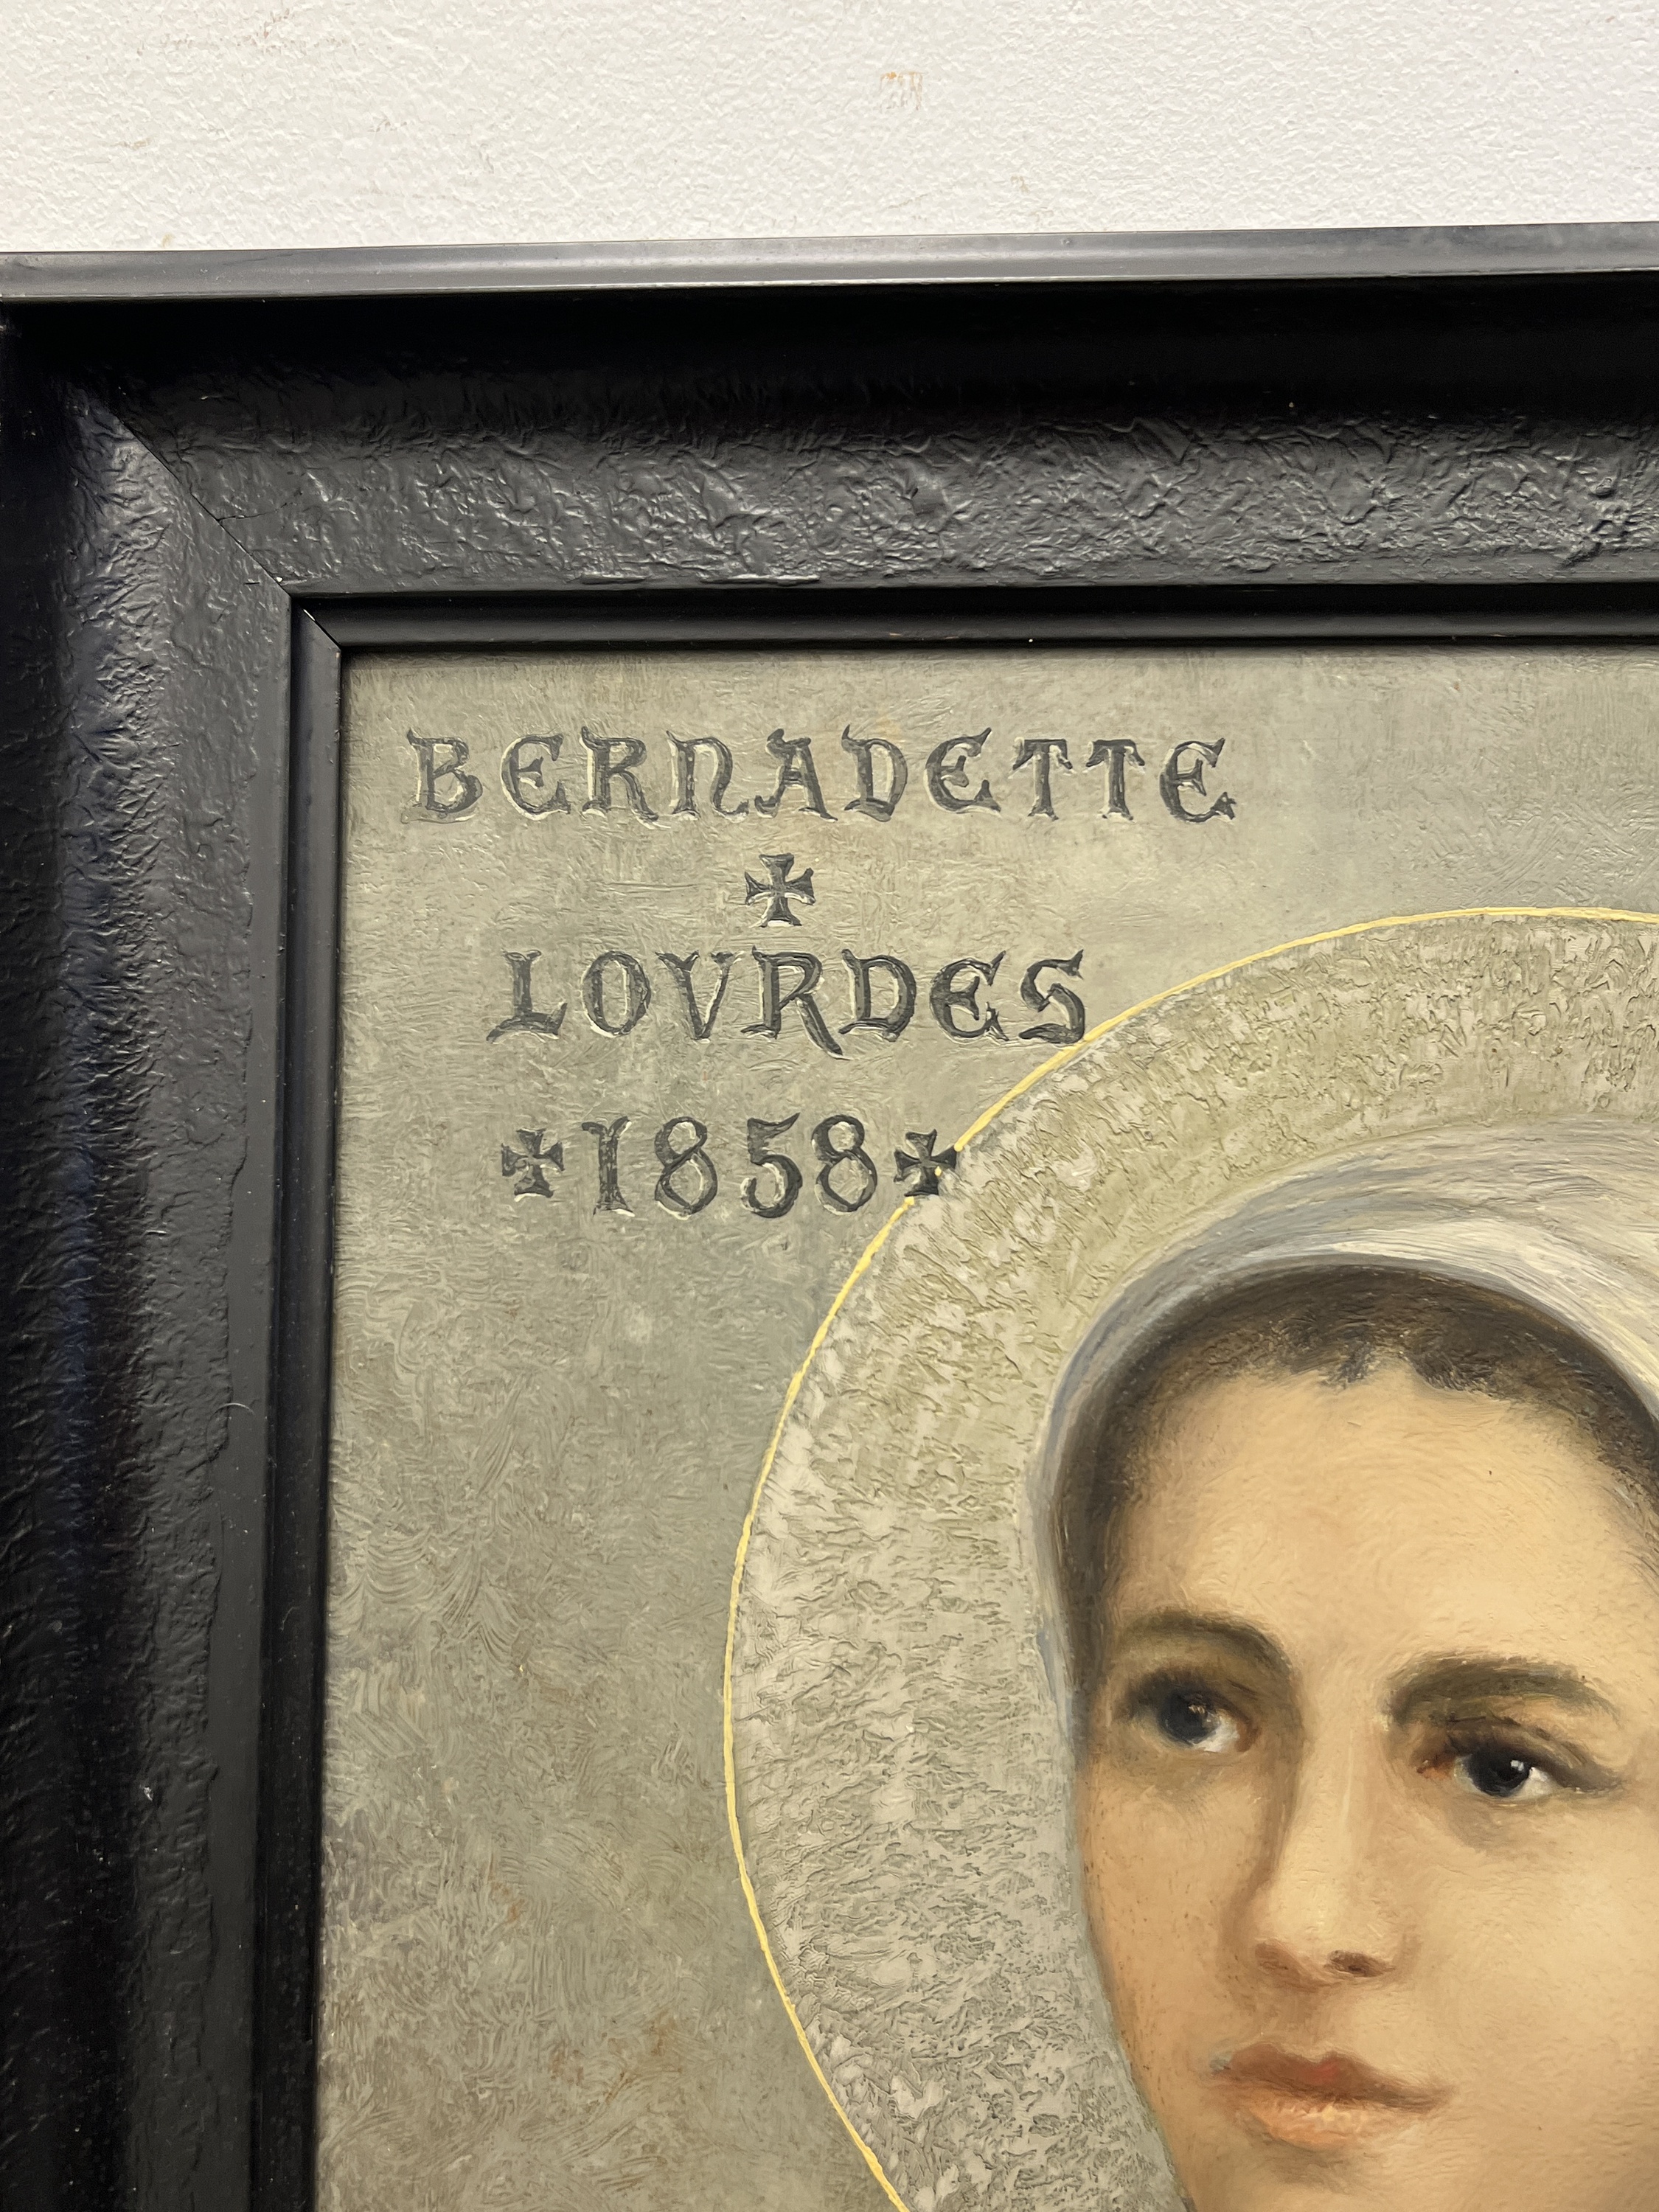 BERNADETTE
✠
LOVRDES
✠1858✠